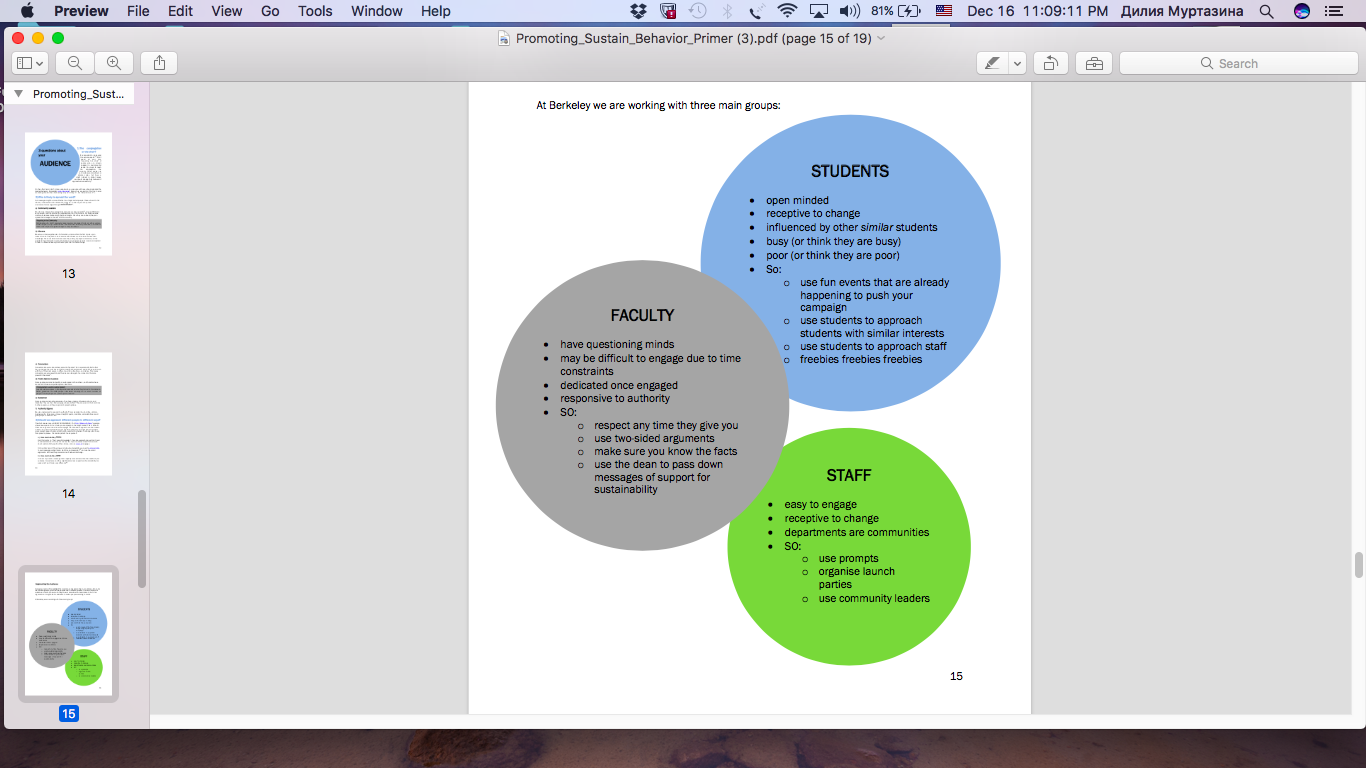 Preview File Edit View Go Tools Window Help 81% Dec 16 11:09:11 PM Дилия Муртазина
Promoting_Sustain_Behavior_Primer (3).pdf (page 15 of 19)
Search
Promoting_Sust...
AUDIENCE
13
14
15
At Berkeley we are working with three main groups:
STUDENTS
• open minded
• receptive to change
• influenced by other similar students
• busy (or think they are busy)
• poor (or think they are poor)
• So:
o use fun events that are already
happening to push your
campaign
o use students to approach
students with similar interests
o use students to approach staff
o freebies freebies freebies
FACULTY
• have questioning minds
• may be difficult to engage due to time
constraints
• dedicated once engaged
• responsive to authority
• SO:
o respect any time they give you
o use two-sided arguments
o make sure you know the facts
o use the dean to pass down
messages of support for
sustainability
STAFF
• easy to engage
• receptive to change
• departments are communities
• SO:
o use prompts
o organise launch
parties
o use community leaders
15